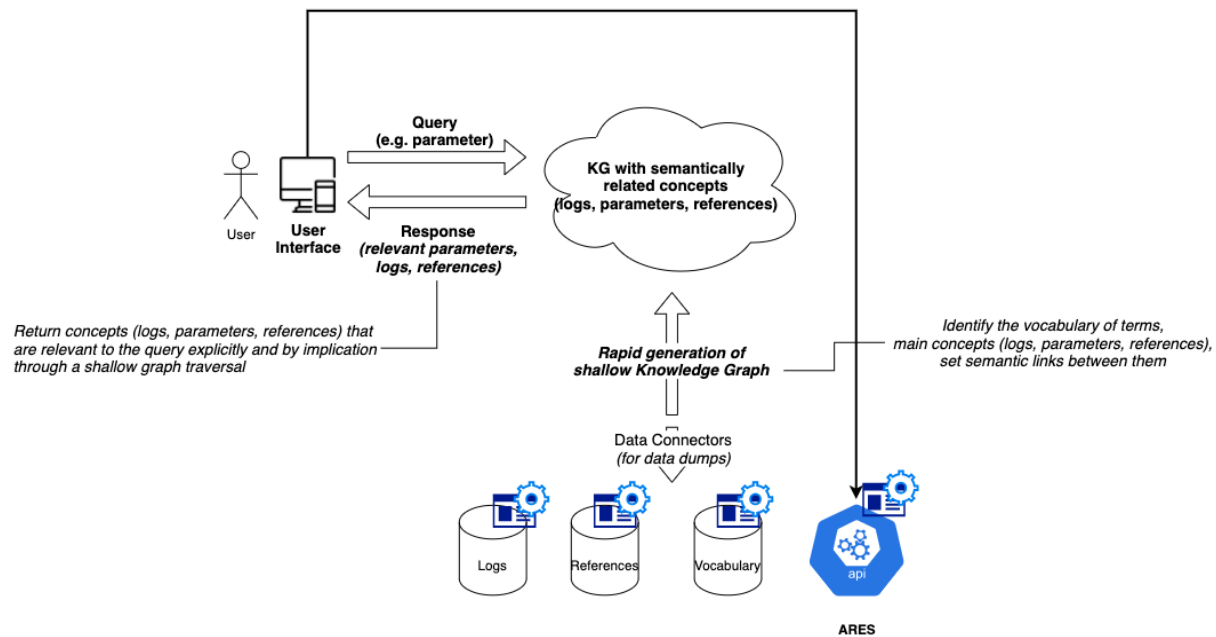 Query
(e.g. parameter)
KG with semantically
related concepts
(logs, parameters, references)
User
User
Interface
Response
(relevant parameters,
logs, references)
Return concepts (logs, parameters, references) that
are relevant to the query explicitly and by implication
through a shallow graph traversal
Rapid generation of
shallow Knowledge Graph
Identify the vocabulary of terms,
main concepts (logs, parameters, references),
set semantic links between them
Data Connectors
(for data dumps)
Logs
References
Vocabulary
api
ARES